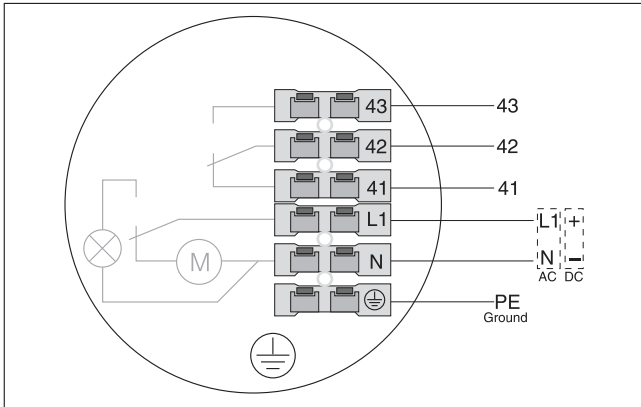 43 43
42 42
41 41
L1 L1 +
M N N –
AC DC
PE
Ground